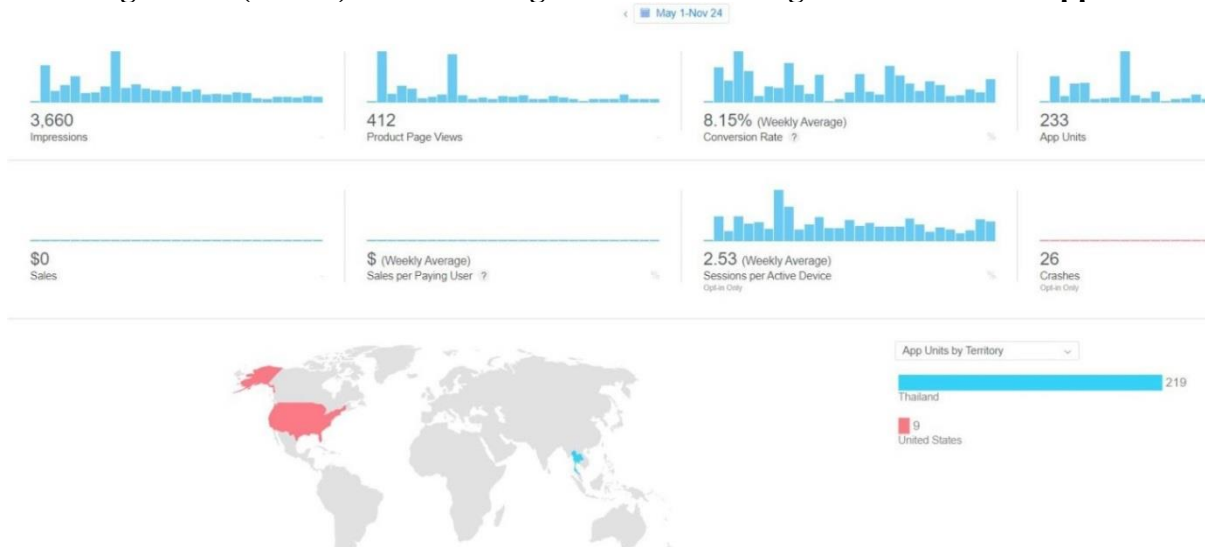 May 1-Nov 24
3,660
Impressions
412
Product Page Views
8.15% (Weekly Average)
Conversion Rate ?
%
233
App Units
$0
Sales
$ (Weekly Average)
Sales per Paying User ?
%
2.53 (Weekly Average)
Sessions per Active Device
%
Opt-in Only
26
Crashes
Opt-in Only
App Units by Territory
219
Thailand
9
United States